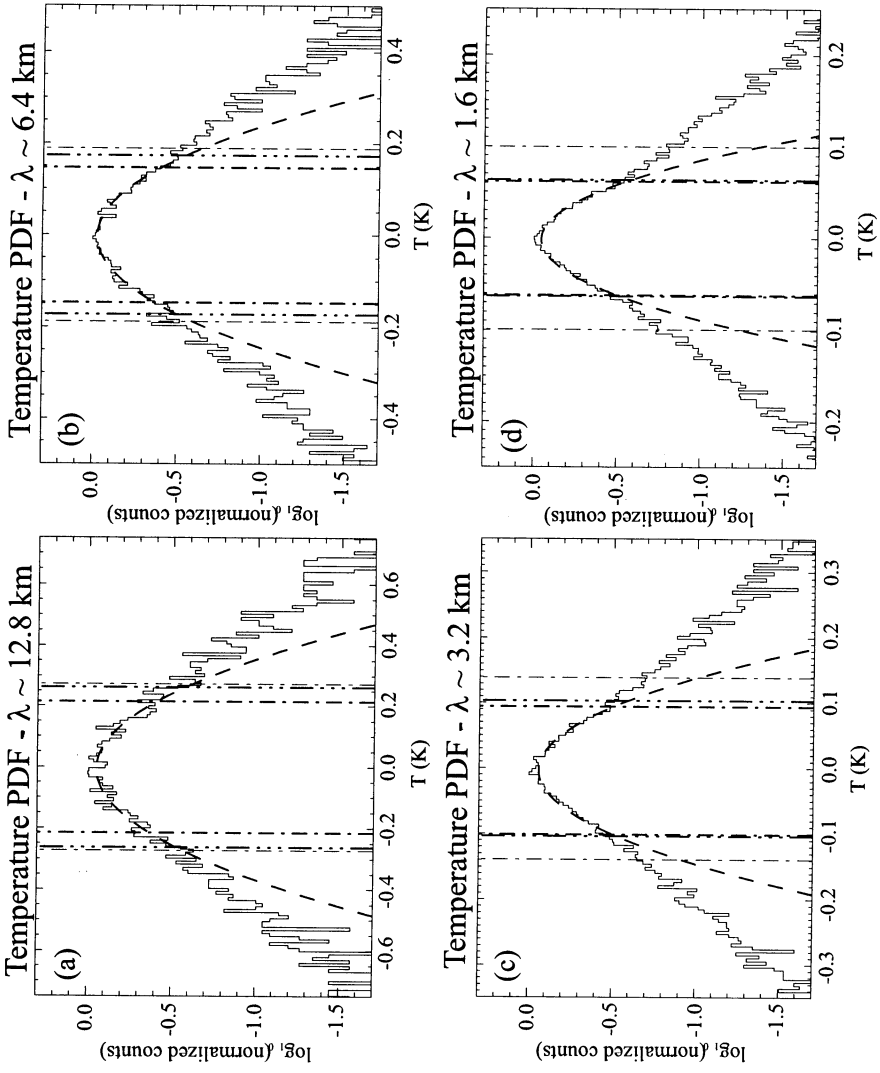 Temperature PDF - λ ~ 12.8 km
(a)
log₁₀(normalized counts)
0.0
-0.5
-1.0
-1.5
-0.6 -0.4 -0.2 0.0 0.2 0.4 0.6
T (K)
Temperature PDF - λ ~ 6.4 km
(b)
log₁₀(normalized counts)
0.0
-0.5
-1.0
-1.5
-0.4 -0.2 0.0 0.2 0.4
T (K)
Temperature PDF - λ ~ 3.2 km
(c)
log₁₀(normalized counts)
0.0
-0.5
-1.0
-1.5
-0.3 -0.2 -0.1 0.0 0.1 0.2 0.3
T (K)
Temperature PDF - λ ~ 1.6 km
(d)
log₁₀(normalized counts)
0.0
-0.5
-1.0
-1.5
-0.2 -0.1 0.0 0.1 0.2
T (K)